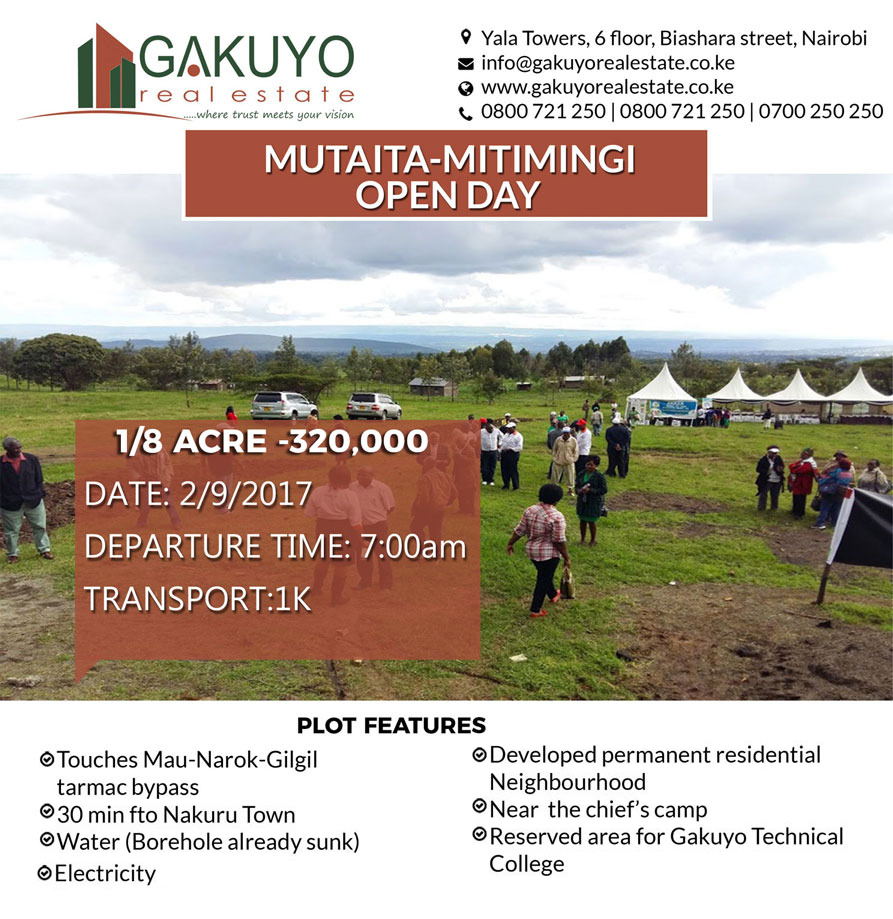 GAKUYO
real estate
.....where trust meets your vision
Yala Towers, 6 floor, Biashara street, Nairobi
info@gakuyorealestate.co.ke
www.gakuyorealestate.co.ke
0800 721 250 | 0800 721 250 | 0700 250 250
MUTAITA-MITIMINGI
OPEN DAY
1/8 ACRE -320,000
DATE: 2/9/2017
DEPARTURE TIME: 7:00am
TRANSPORT:1K
PLOT FEATURES
Touches Mau-Narok-Gilgil
tarmac bypass
30 min fto Nakuru Town
Water (Borehole already sunk)
Electricity
Developed permanent residential
Neighbourhood
Near the chief's camp
Reserved area for Gakuyo Technical
College